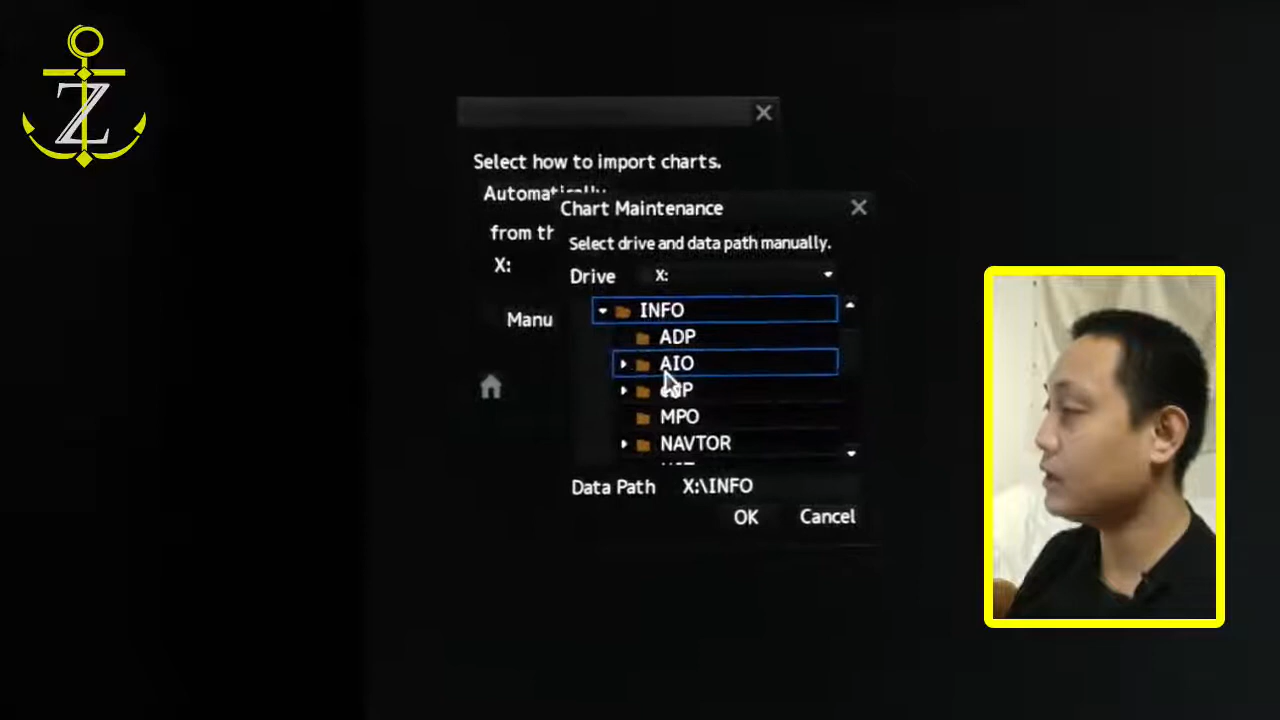 Z
Select how to import charts.
Chart Maintenance
from th
Select drive and data path manually.
X:
Drive X:
INFO
Manu
ADP
AIO
MPO
NAVTOR
Data Path X:\INFO
OK Cancel